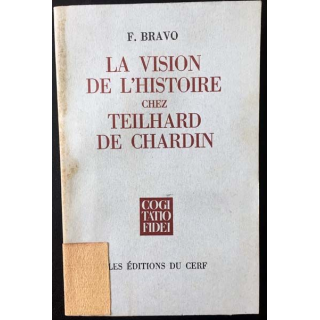 F. BRAVO
LA VISION
DE L'HISTOIRE
CHEZ
TEILHARD
DE CHARDIN
COGI
TATIO
FIDEI
LES ÉDITIONS DU CERF